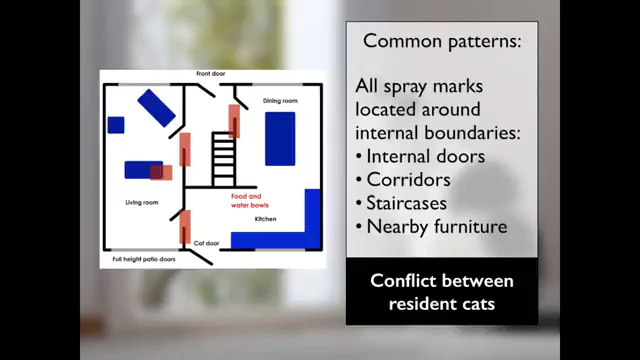 Front door
Dining room
Living room
Food and
water bowls
Kitchen
Cat door
Full height patio doors
Common patterns:
All spray marks
located around
internal boundaries:
• Internal doors
• Corridors
• Staircases
• Nearby furniture
Conflict between
resident cats